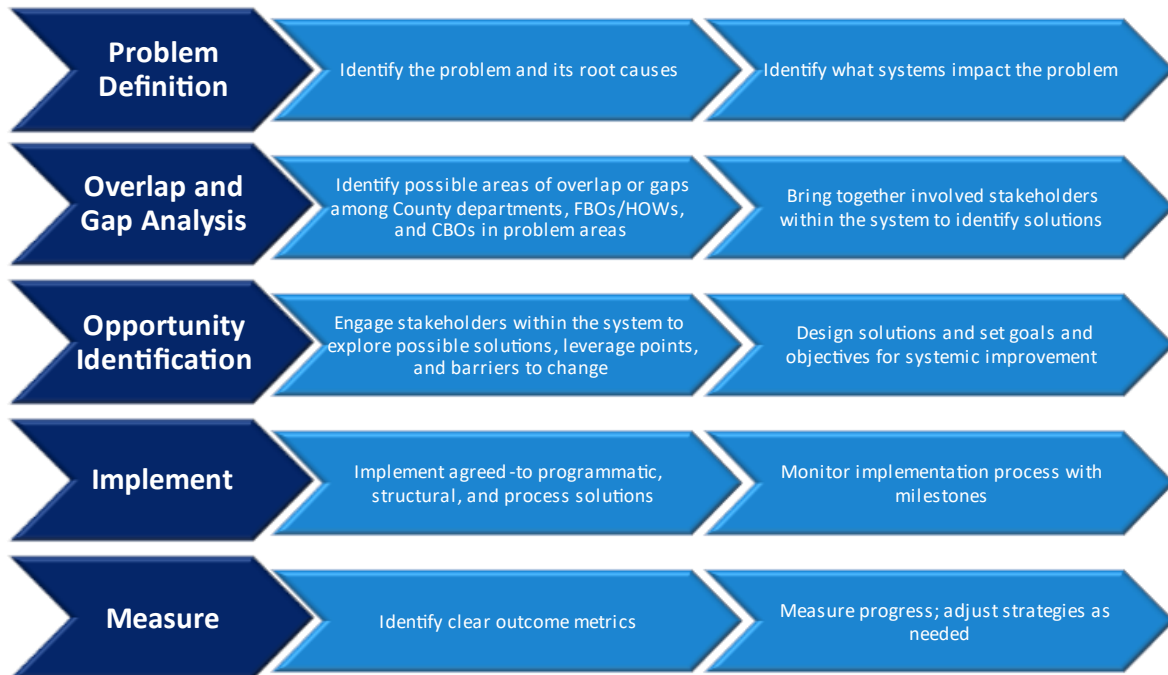 Problem
Definition
Identify the problem and its root causes
Identify what systems impact the problem
Overlap and
Gap Analysis
Identify possible areas of overlap or gaps
among County departments, FBOs/HOWs,
and CBOs in problem areas
Bring together involved stakeholders
within the system to identify solutions
Opportunity
Identification
Engage stakeholders within the system to
explore possible solutions, leverage points,
and barriers to change
Design solutions and set goals and
objectives for systemic improvement
Implement
Implement agreed -to programmatic,
structural, and process solutions
Monitor implementation process with
milestones
Measure
Identify clear outcome metrics
Measure progress; adjust strategies as
needed